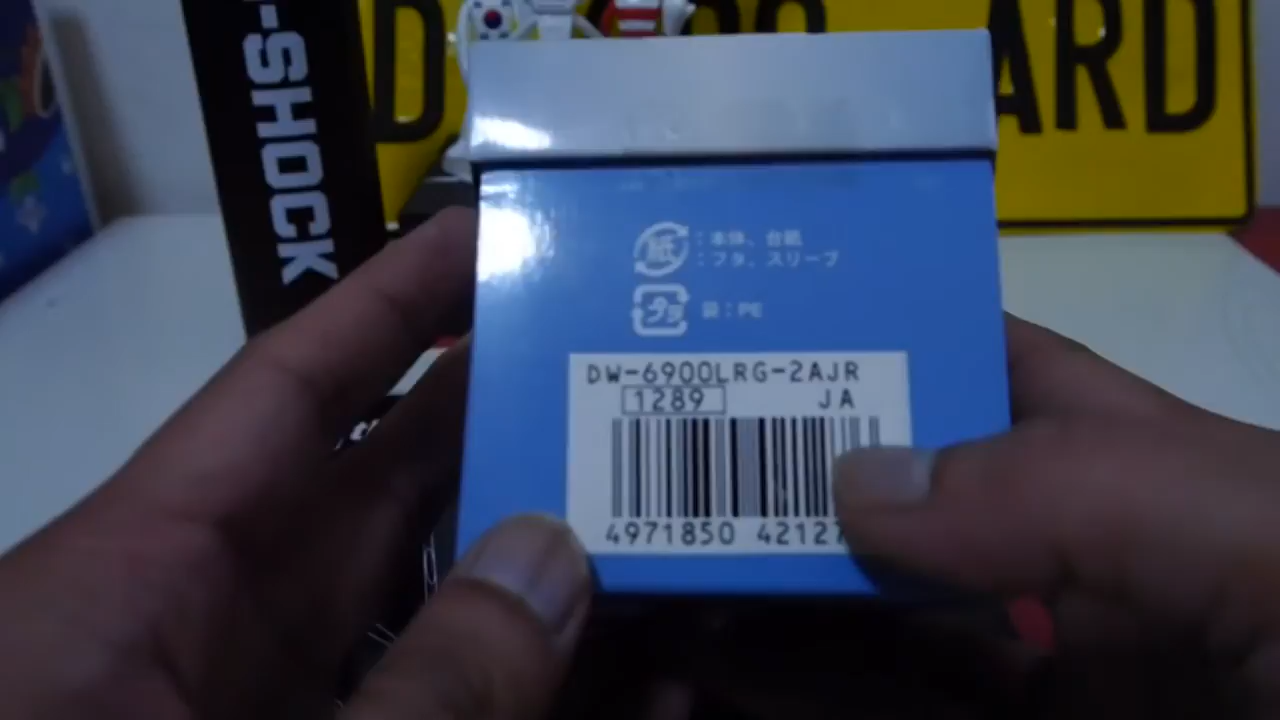 G-SHOCK
ARD
紙 : 本体、台紙
: フタ、スリーブ
プラ 袋 : PE
DW-6900LRG-2AJR
1289 JA
4971850 42127